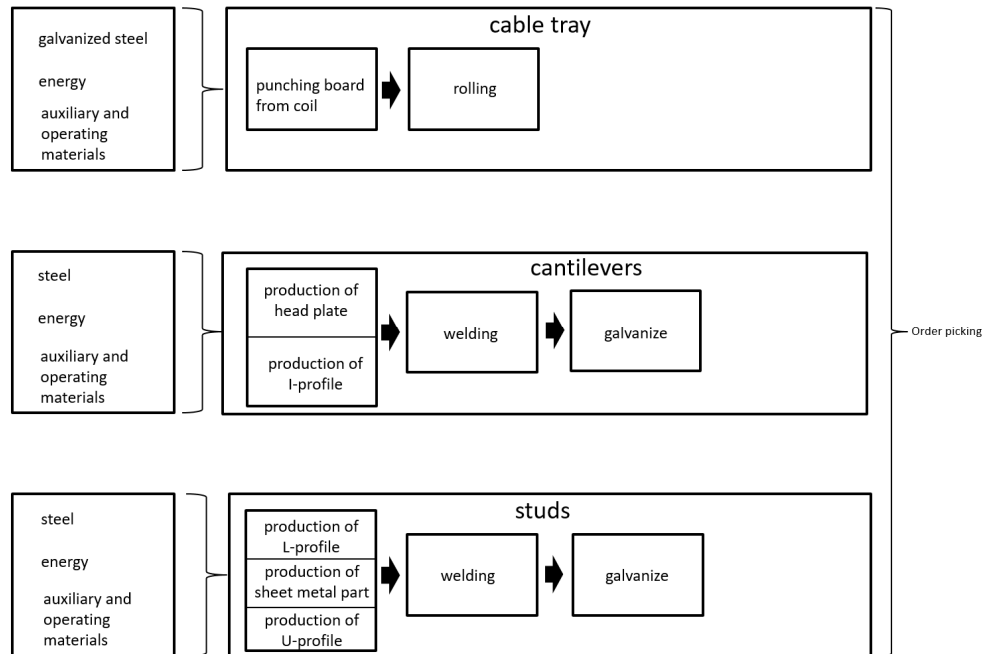 galvanized steel
energy
auxiliary and
operating
materials
cable tray
punching board
from coil
rolling
steel
energy
auxiliary and
operating
materials
cantilevers
production of
head plate
production of
I-profile
welding
galvanize
Order picking
steel
energy
auxiliary and
operating
materials
studs
production of
L-profile
production of
sheet metal part
production of
U-profile
welding
galvanize